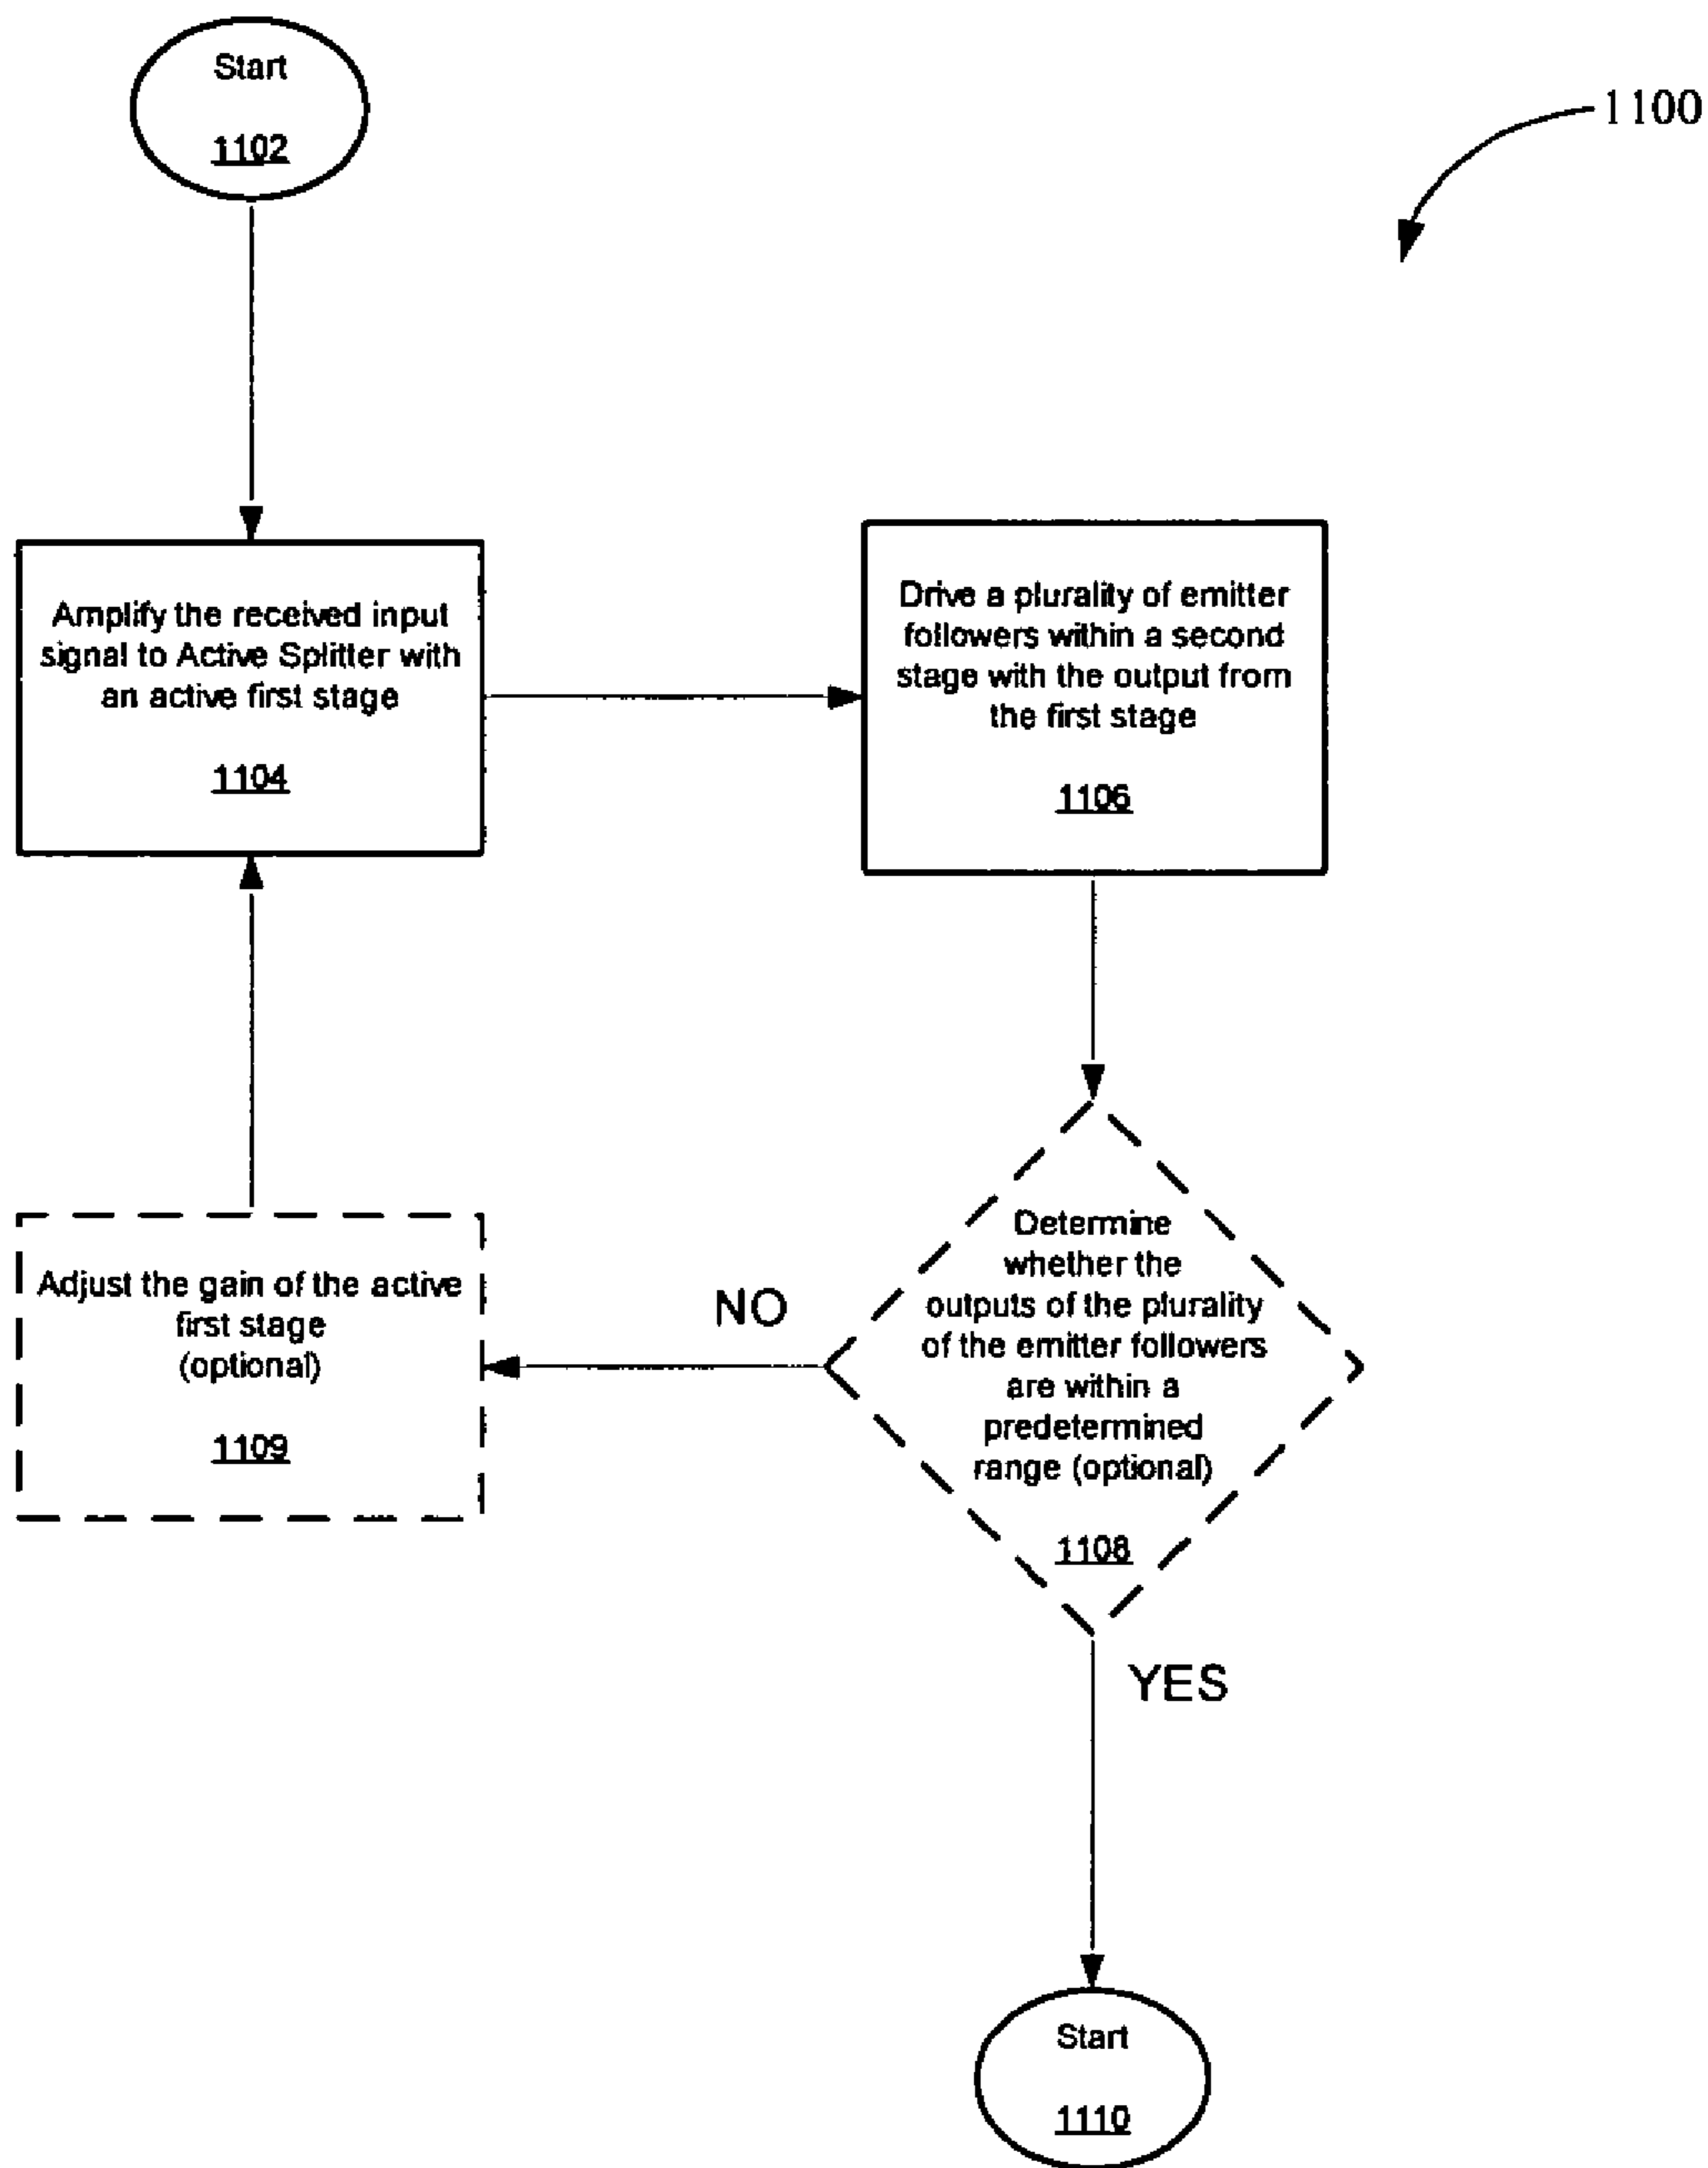 Start
1102
1100
Amplify the received input
signal to Active Splitter with
an active first stage
1104
Drive a plurality of emitter
followers within a second
stage with the output from
the first stage
1106
Determine
whether the
outputs of the plurality
of the emitter followers
are within a
predetermined
range (optional)
1108
NO
Adjust the gain of the active
first stage
(optional)
1109
YES
Start
1110